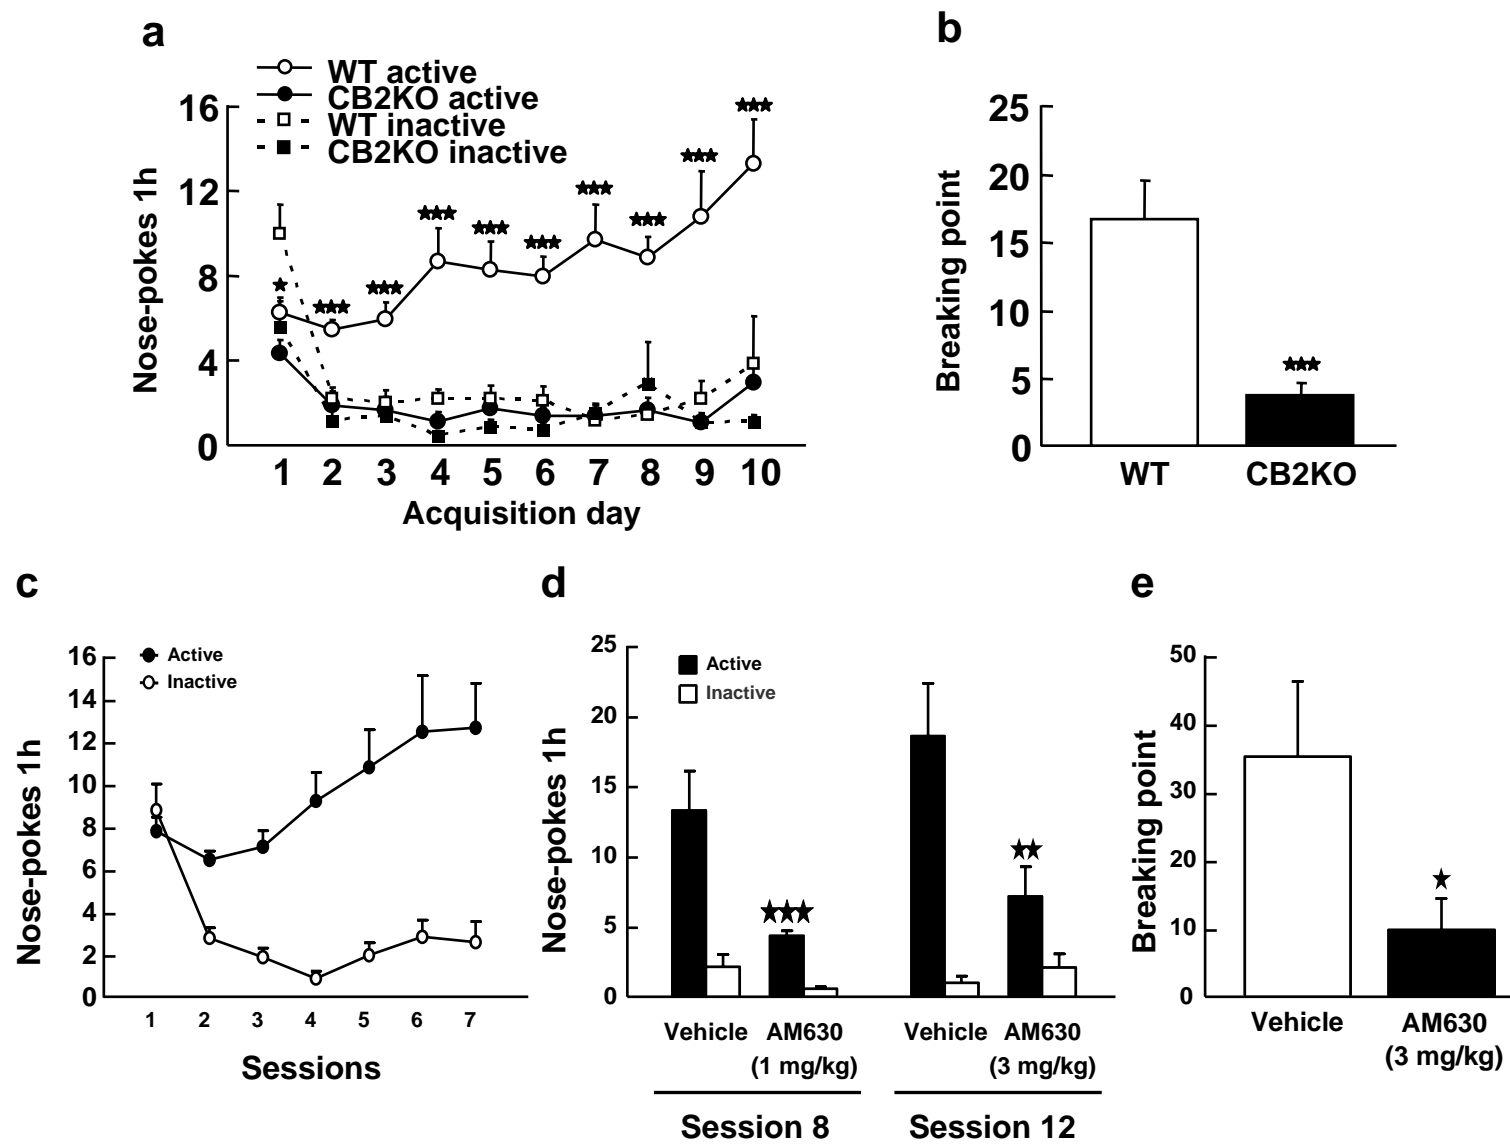 a
WT active
CB2KO active
WT inactive
CB2KO inactive
16
12
8
4
0
Nose-pokes 1h
1 2 3 4 5 6 7 8 9 10
Acquisition day
b
25
20
15
10
5
0
Breaking point
WT CB2KO
c
Active
Inactive
16
14
12
10
8
6
4
2
0
Nose-pokes 1h
1 2 3 4 5 6 7
Sessions
d
Active
Inactive
25
20
15
10
5
0
Nose-pokes 1h
Vehicle AM630 Vehicle AM630
(1 mg/kg) (3 mg/kg)
Session 8 Session 12
e
50
40
30
20
10
0
Breaking point
Vehicle AM630
(3 mg/kg)